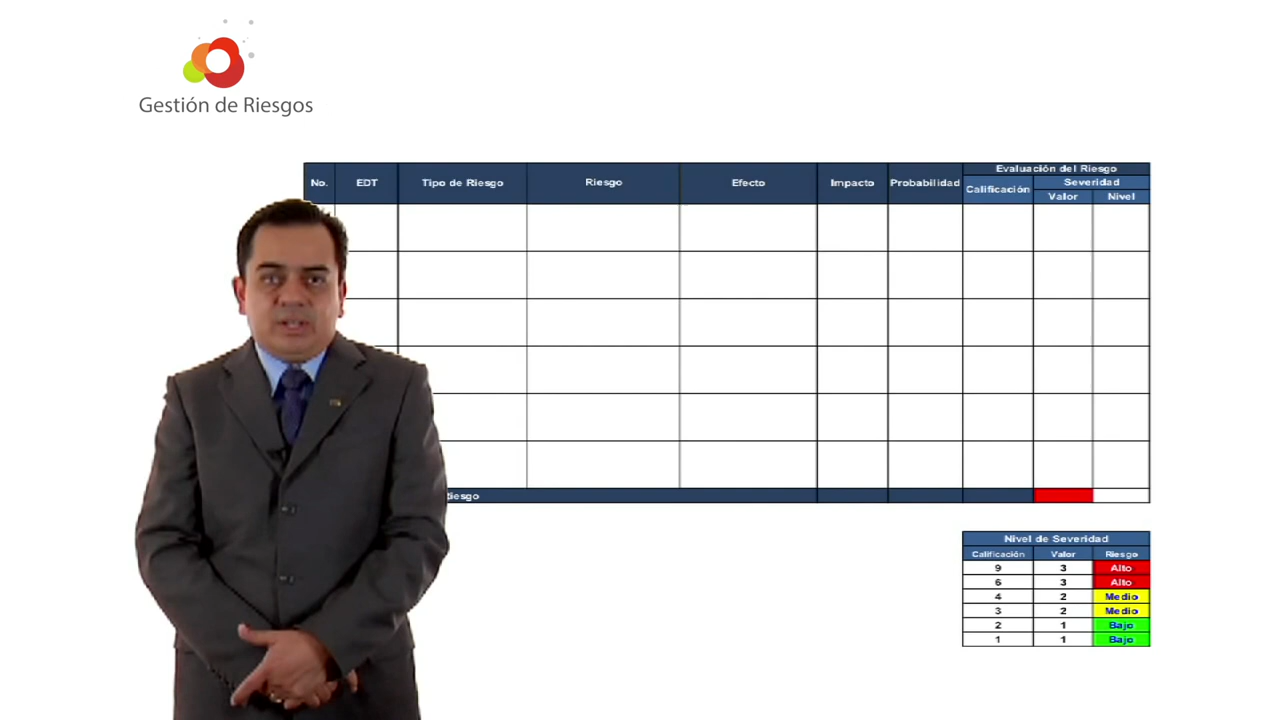 Gestión de Riesgos
Evaluación del Riesgo
No. EDT Tipo de Riesgo Riesgo Efecto Impacto Probabilidad Calificación Severidad
Valor Nivel
Riesgo
Nivel de Severidad
Calificación Valor Riesgo
9 3 Alto
6 3 Alto
4 2 Medio
3 2 Medio
2 1 Bajo
1 1 Bajo